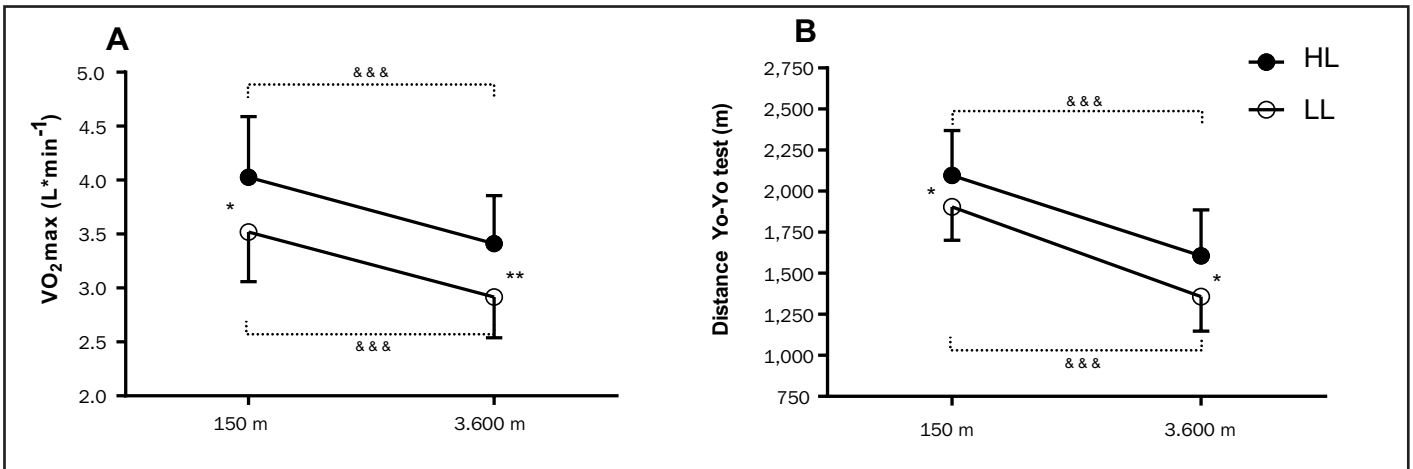 A
&&&
5.0
4.5
4.0
3.5
3.0
2.5
2.0
VO2max (L*min-1)
*
**
&&&
150 m
3.600 m
B
HL
LL
&&&
2,750
2,500
2,250
2,000
1,750
1,500
1,250
1,000
750
Distance Yo-Yo test (m)
*
*
&&&
150 m
3.600 m